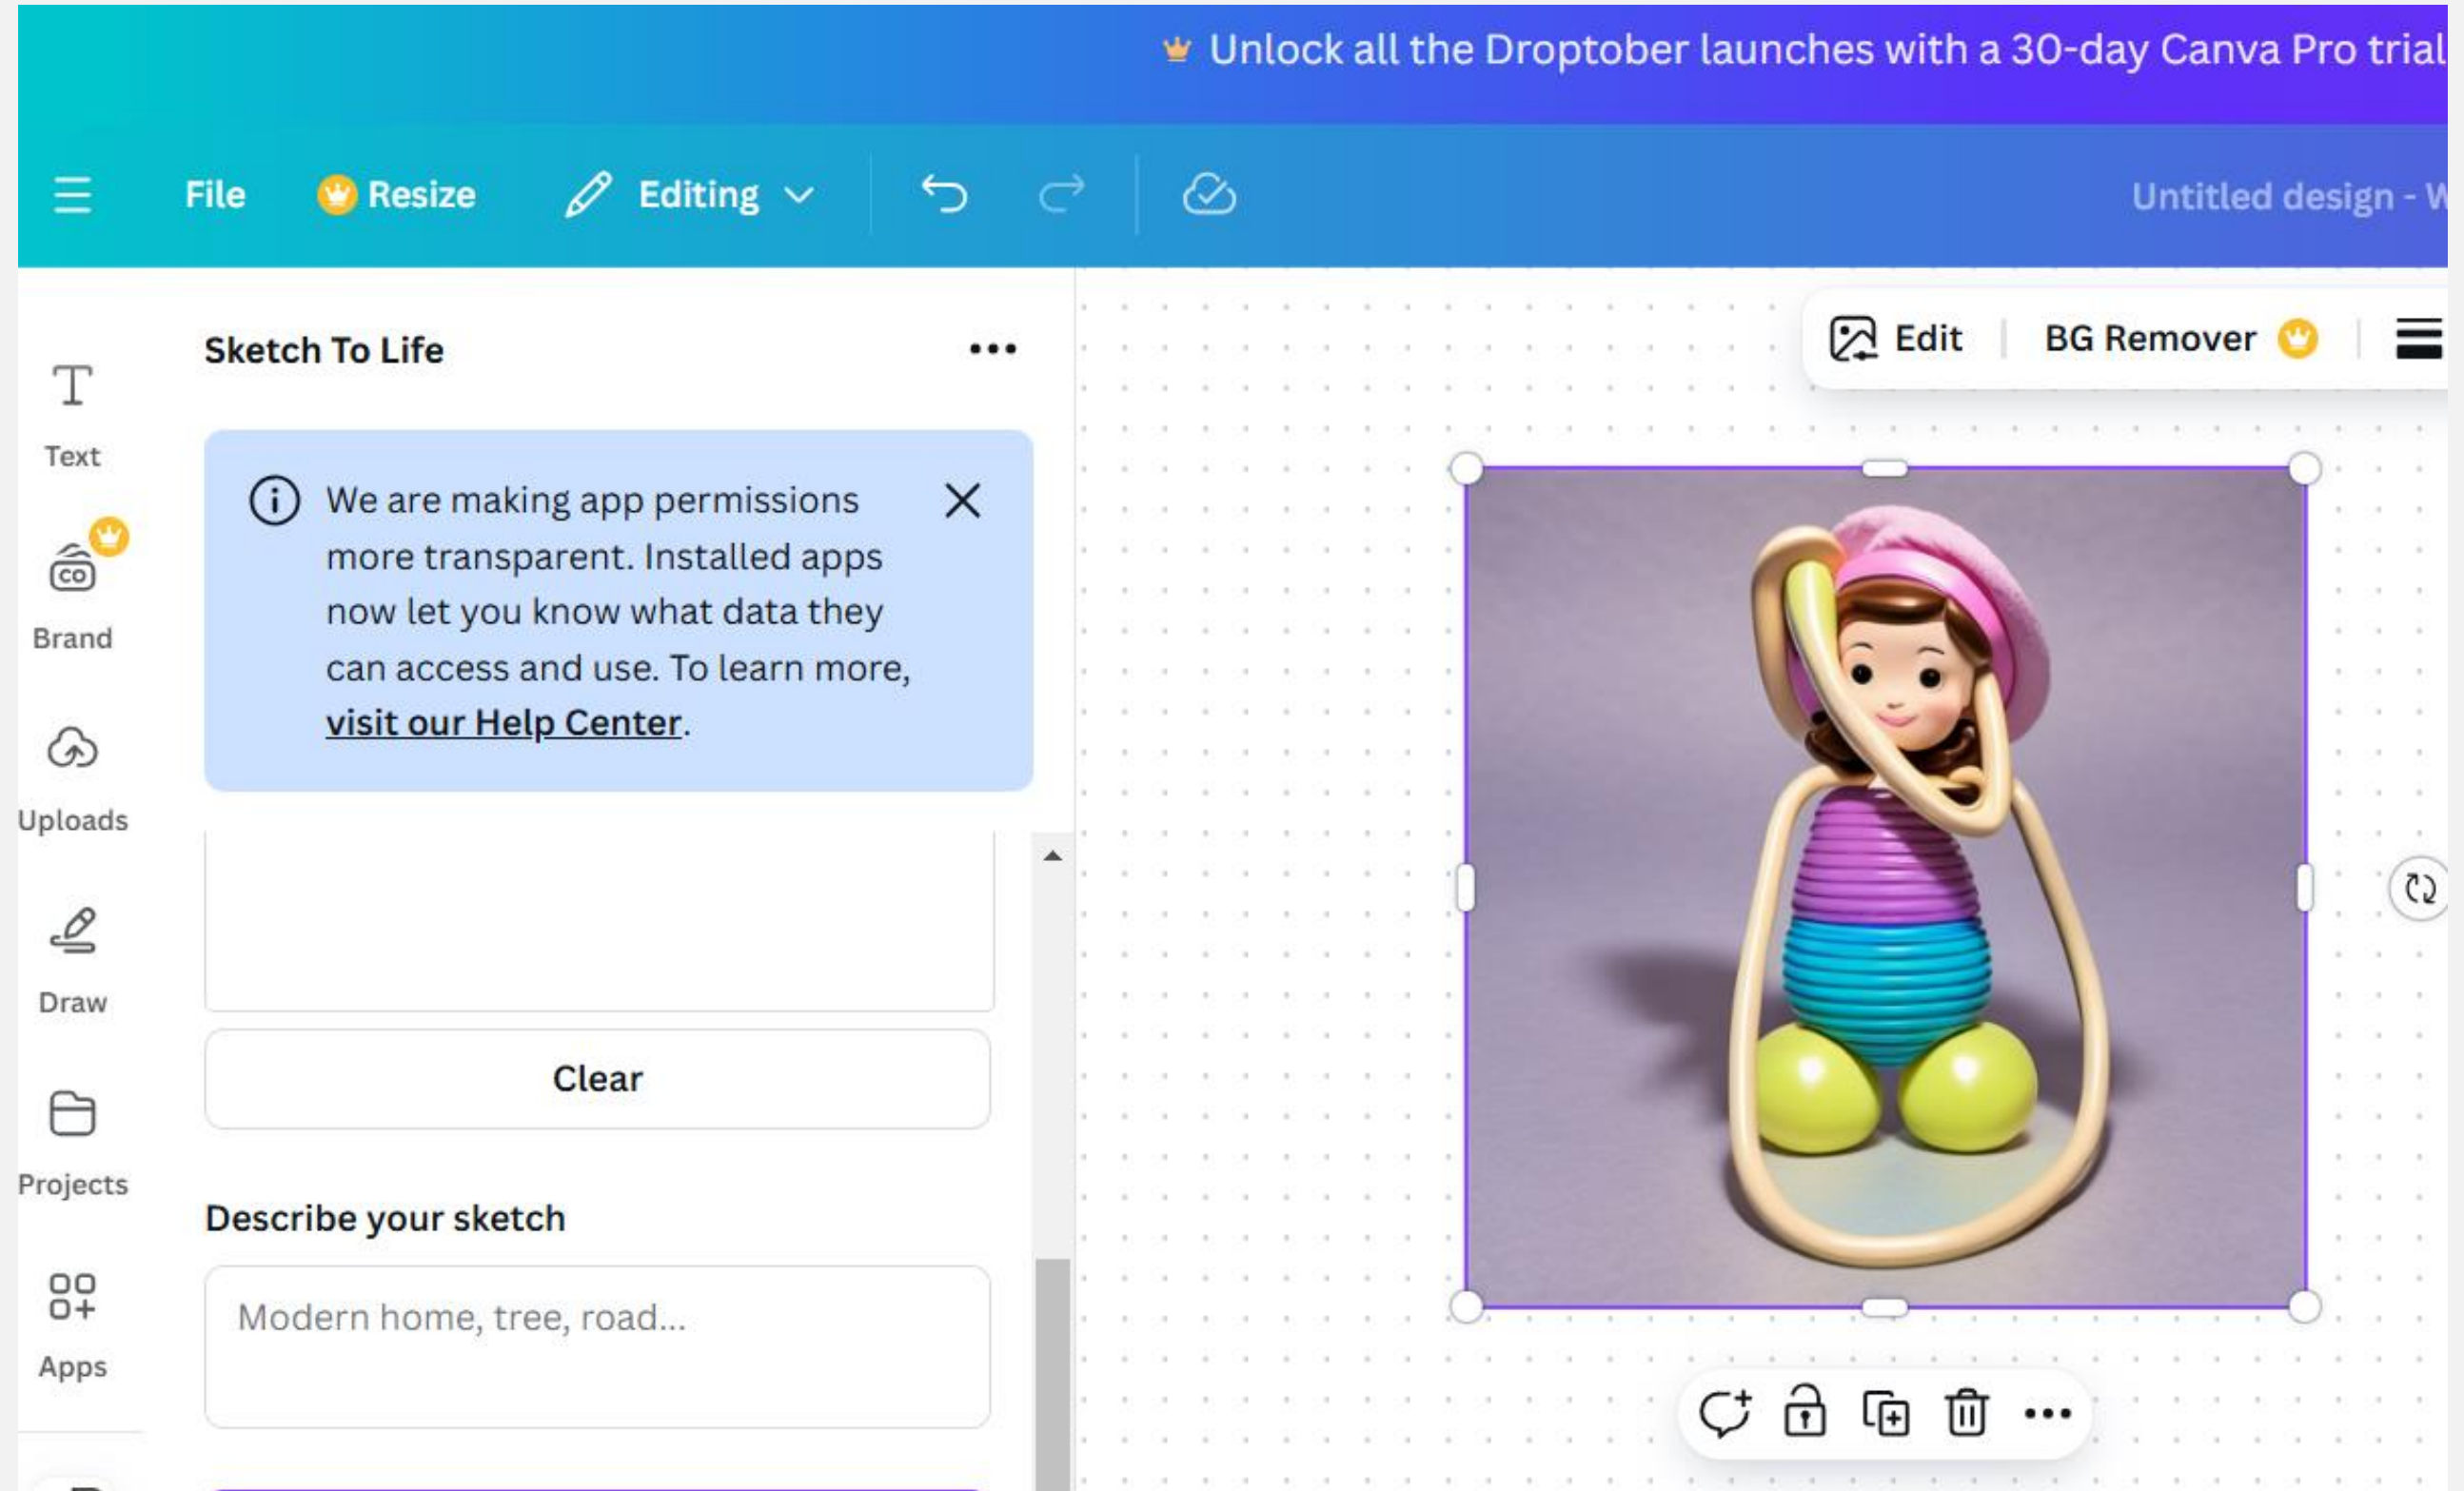 Unlock all the Droptober launches with a 30-day Canva Pro trial
File
Resize
Editing
Untitled design -
Sketch To Life
Edit
BG Remover
Text
We are making app permissions
more transparent. Installed apps
now let you know what data they
can access and use. To learn more,
visit our Help Center.
CO
Brand
Uploads
Draw
Clear
Projects
Describe your sketch
Modern home, tree, road...
Apps